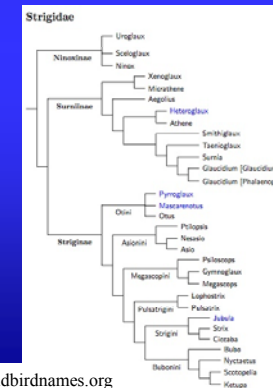 Strigidae
Uroglaux
Ninoxinae
Sceloglaux
Ninox
Xenoglaux
Micrathene
Surniinae
Aegolius
Heteroglaux
Athene
Smithiglaux
Taenioglaux
Surnia
Glaucidium [Glaucidium
Glaucidium [Phalaenop
Pyrroglaux
Otini
Mascarenotus
Otus
Striginae
Ptilopsis
Asionini
Nesasio
Asio
Psiloscops
Megascopini
Gymnoglaux
Megascops
Lophostrix
Pulsatrigini
Pulsatrix
Jubula
Strigini
Strix
Ciccaba
Bubo
Bubonini
Nyctaetus
Scotopelia
Ketupa
dbirdnames.org